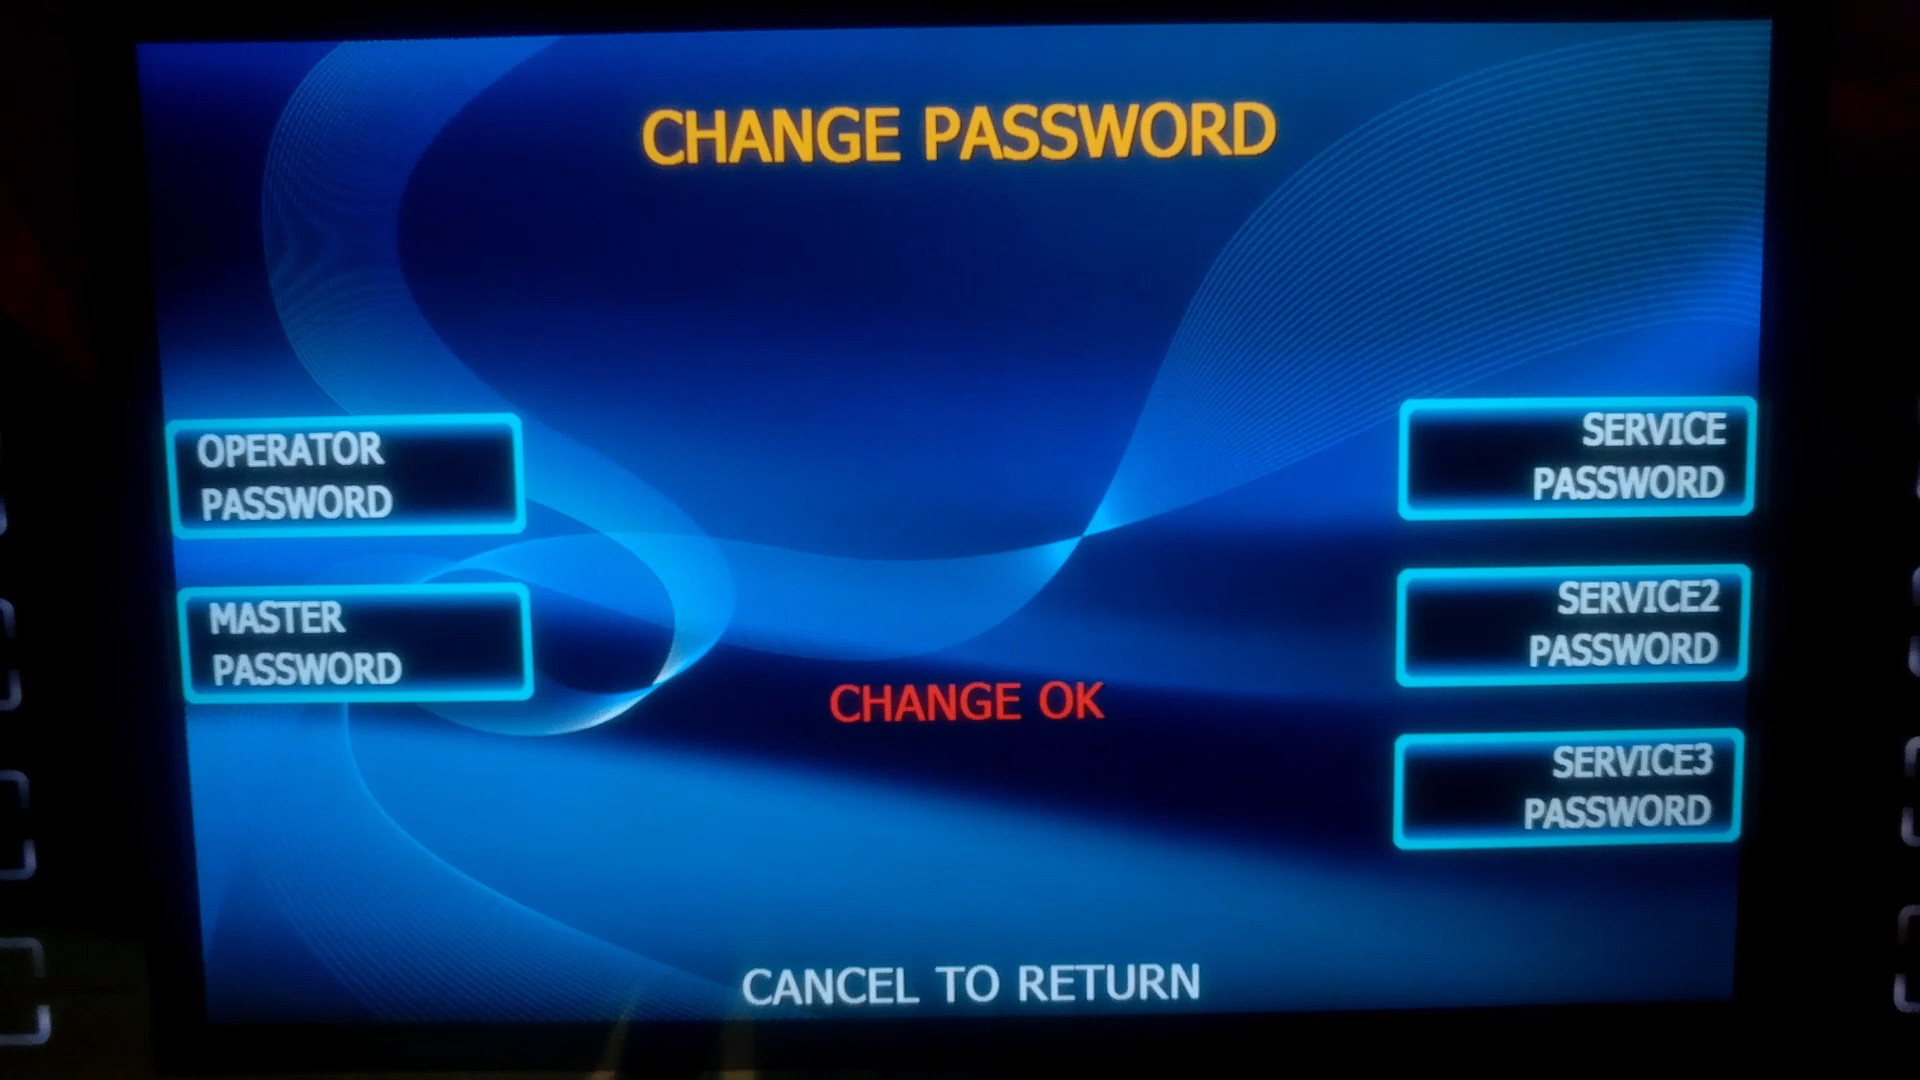 CHANGE PASSWORD
OPERATOR
PASSWORD
MASTER
PASSWORD
SERVICE
PASSWORD
SERVICE2
PASSWORD
SERVICE3
PASSWORD
CHANGE OK
CANCEL TO RETURN